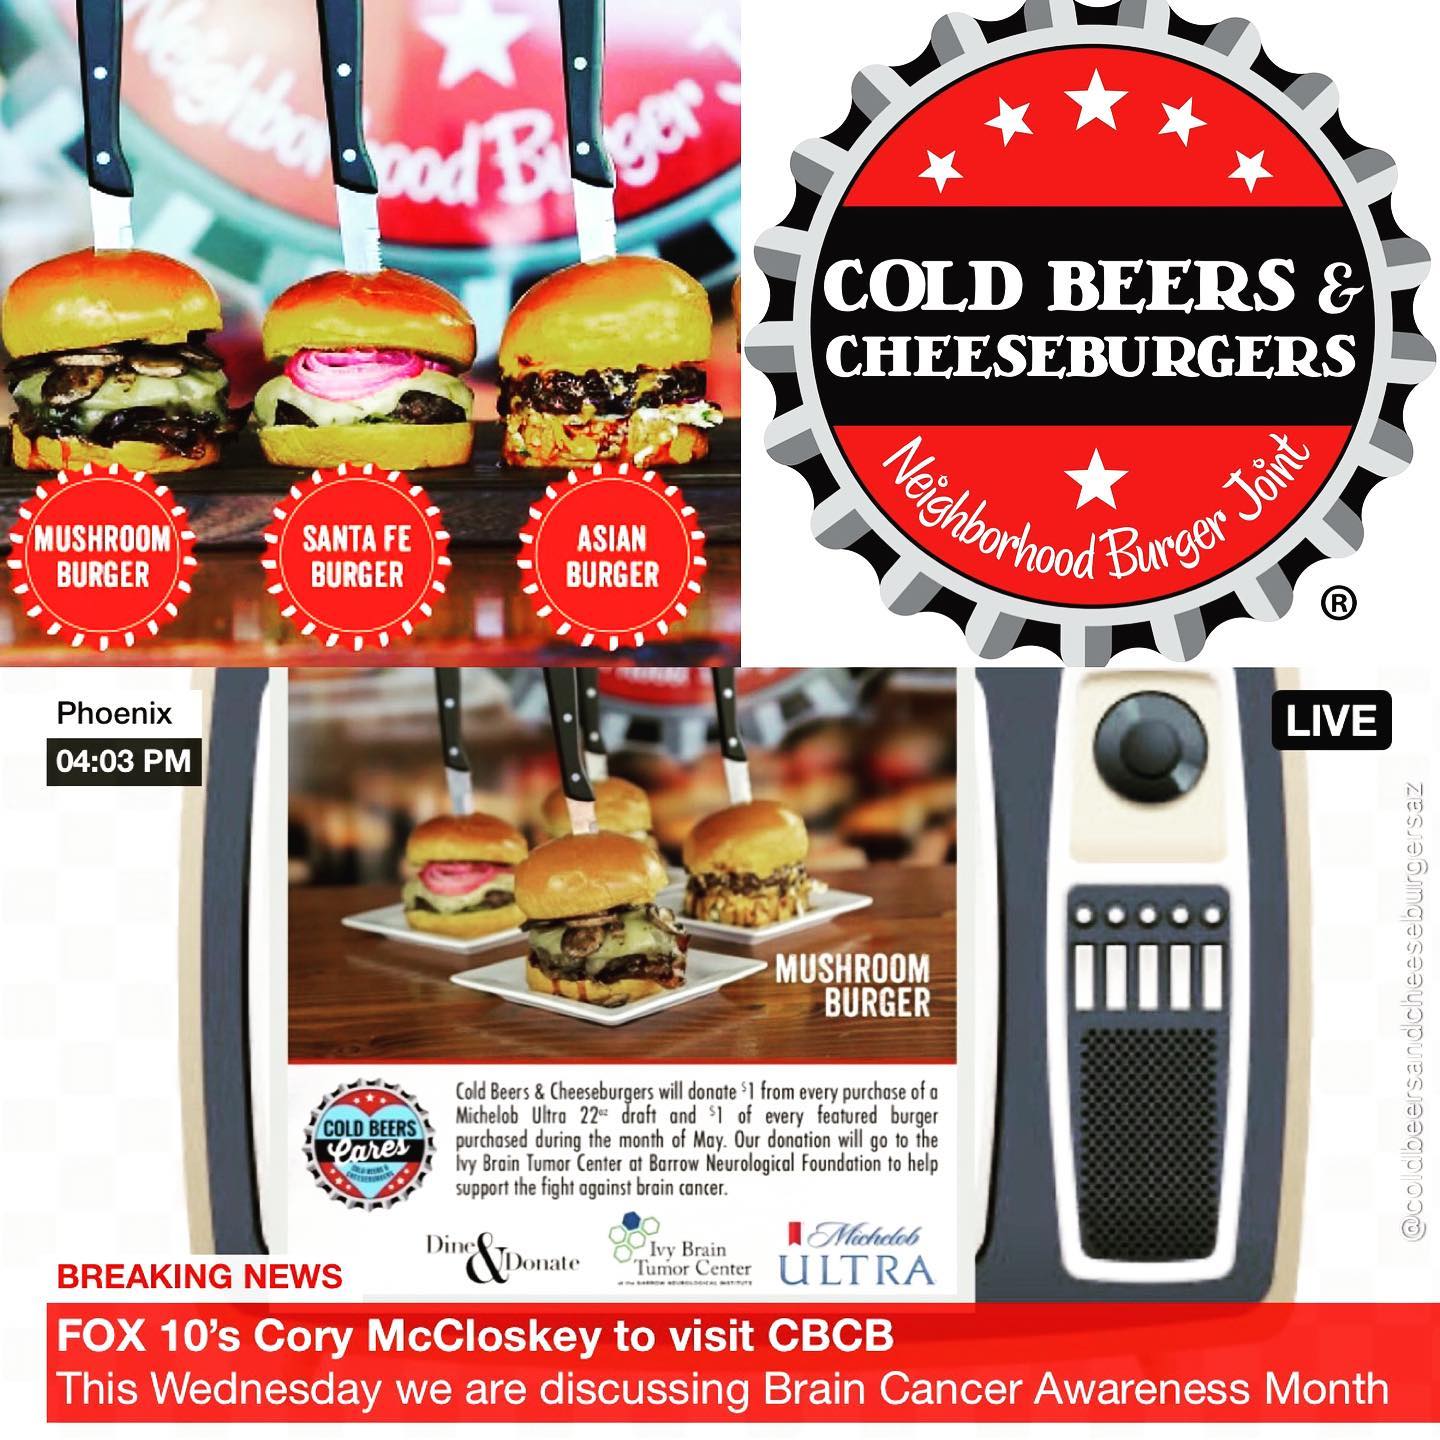 Neighborhood Burger J
MUSHROOM
BURGER
SANTA FE
BURGER
ASIAN
BURGER
COLD BEERS &
CHEESEBURGERS
Neighborhood Burger Joint
®
Phoenix
04:03 PM
LIVE
@coldbeersandcheeseburgersaz
MUSHROOM
BURGER
COLD BEERS
Cares
COLD BEERS &
CHEESEBURGERS
Cold Beers & Cheeseburgers will donate $1 from every purchase of a
Michelob Ultra 22oz draft and $1 of every featured burger
purchased during the month of May. Our donation will go to the
Ivy Brain Tumor Center at Barrow Neurological Foundation to help
support the fight against brain cancer.
Dine & Donate
Ivy Brain
Tumor Center
at the BARROW NEUROLOGICAL INSTITUTE
Michelob
ULTRA
BREAKING NEWS
FOX 10's Cory McCloskey to visit CBCB
This Wednesday we are discussing Brain Cancer Awareness Month